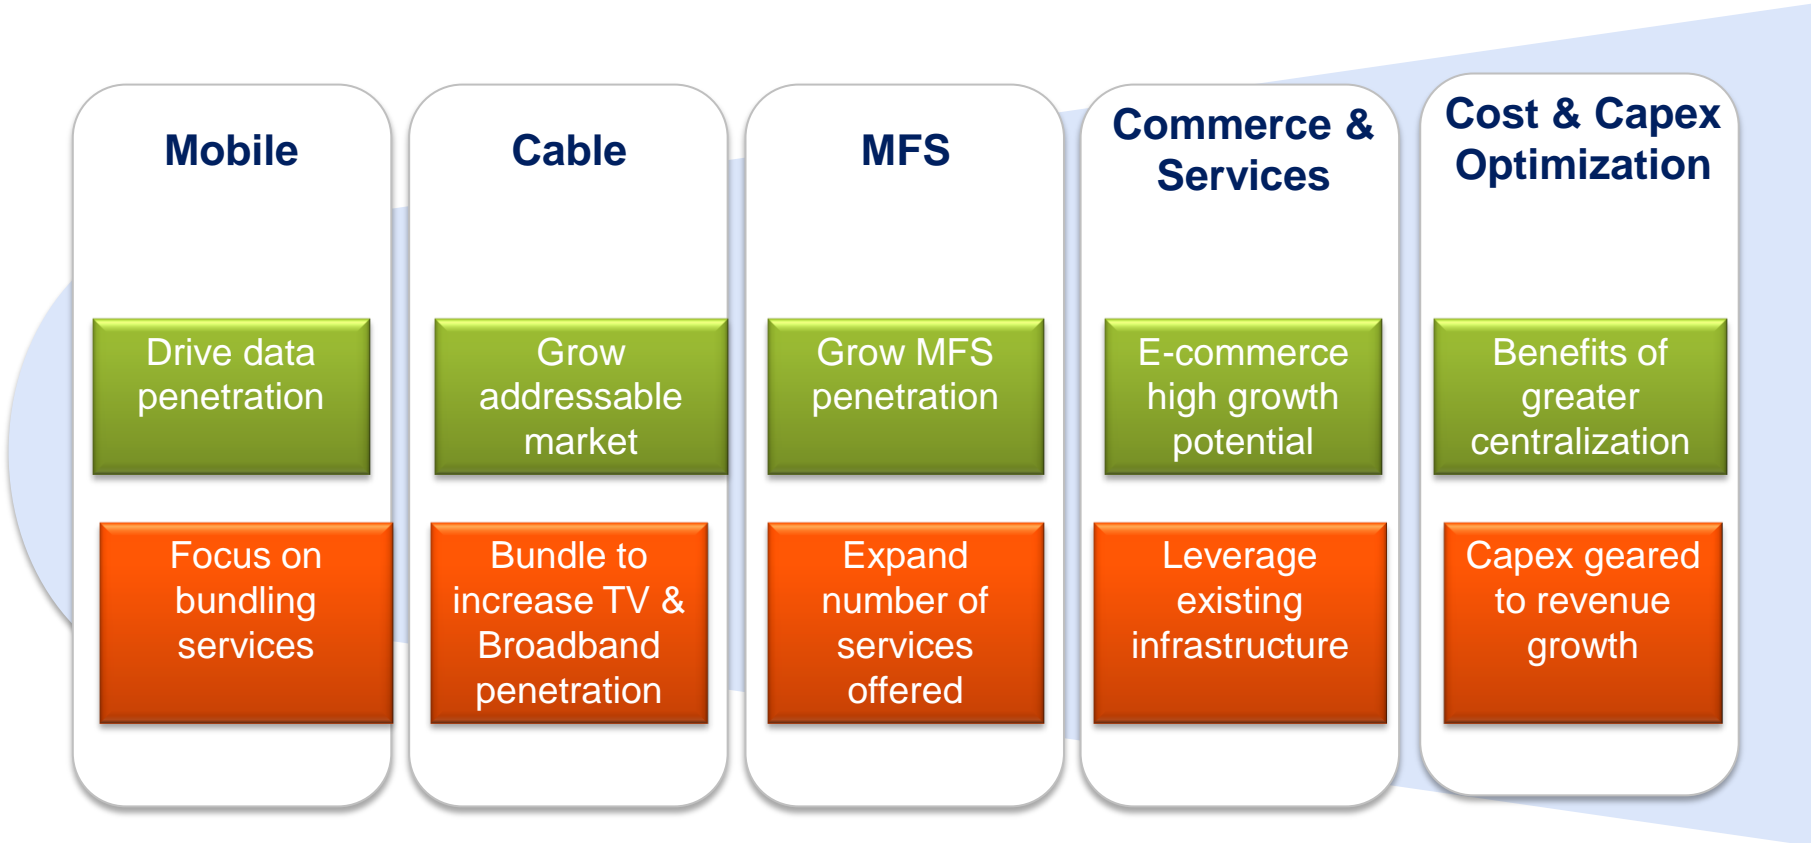 Mobile
Drive data
penetration
Focus on
bundling
services
Cable
Grow
addressable
market
Bundle to
increase TV &
Broadband
penetration
MFS
Grow MFS
penetration
Expand
number of
services
offered
Commerce &
Services
E-commerce
high growth
potential
Leverage
existing
infrastructure
Cost & Capex
Optimization
Benefits of
greater
centralization
Capex geared
to revenue
growth